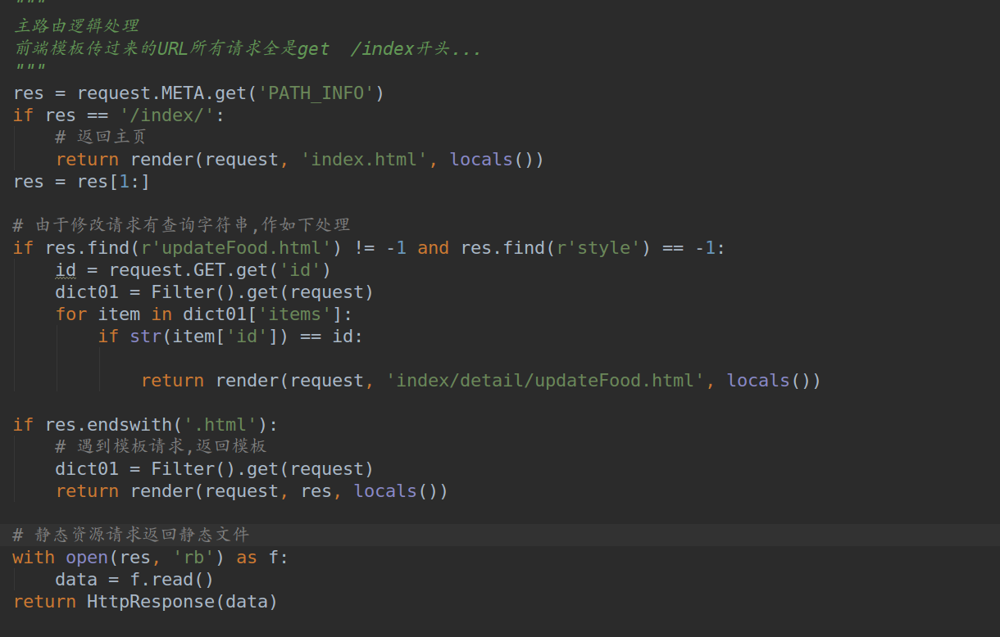 """
主路由逻辑处理
前端模板传过来的URL所有请求全是get  /index开头...
"""
res = request.META.get('PATH_INFO')
if res == '/index/':
    # 返回主页
    return render(request, 'index.html', locals())
res = res[1:]
# 由于修改请求有查询字符串,作如下处理
if res.find(r'updateFood.html') != -1 and res.find(r'style') == -1:
    id = request.GET.get('id')
    dict01 = Filter().get(request)
    for item in dict01['items']:
        if str(item['id']) == id:
            return render(request, 'index/detail/updateFood.html', locals())
if res.endswith('.html'):
    # 遇到模板请求,返回模板
    dict01 = Filter().get(request)
    return render(request, res, locals())
# 静态资源请求返回静态文件
with open(res, 'rb') as f:
    data = f.read()
return HttpResponse(data)